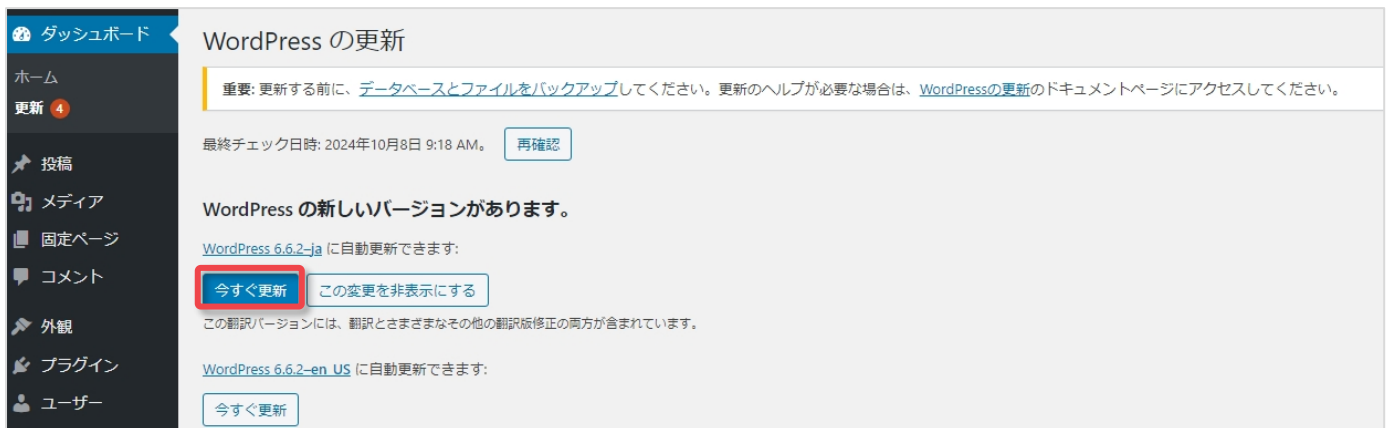 ダッシュボード
ホーム
更新 4
投稿
メディア
固定ページ
コメント
外観
プラグイン
ユーザー
WordPress の更新
重要: 更新する前に、データベースとファイルをバックアップしてください。更新のヘルプが必要な場合は、WordPressの更新のドキュメントページにアクセスしてください。
最終チェック日時: 2024年10月8日 9:18 AM。 再確認
WordPress の新しいバージョンがあります。
WordPress 6.6.2–ja に自動更新できます:
今すぐ更新 この変更を非表示にする
この翻訳バージョンには、翻訳とさまざまなその他の翻訳版修正の両方が含まれています。
WordPress 6.6.2–en_US に自動更新できます:
今すぐ更新